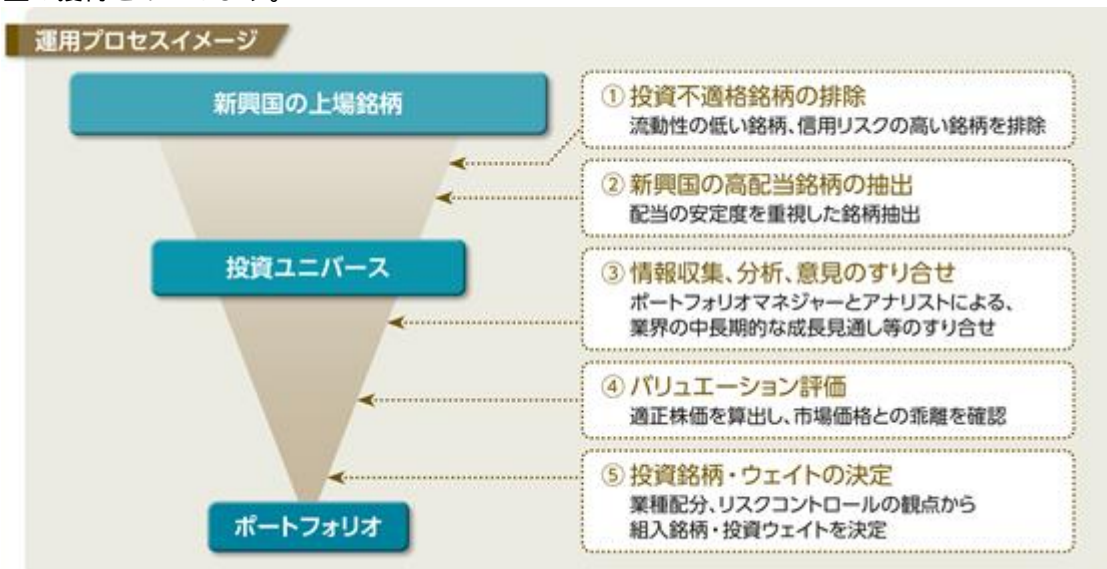 運用プロセスイメージ
新興国の上場銘柄
① 投資不適格銘柄の排除
流動性の低い銘柄、信用リスクの高い銘柄を排除
② 新興国の高配当銘柄の抽出
配当の安定度を重視した銘柄抽出
投資ユニバース
③ 情報収集、分析、意見のすり合せ
ポートフォリオマネジャーとアナリストによる、
業界の中長期的な成長見通し等のすり合せ
④ バリュエーション評価
適正株価を算出し、市場価格との乖離を確認
⑤ 投資銘柄・ウェイトの決定
業種配分、リスクコントロールの観点から
組入銘柄・投資ウェイトを決定
ポートフォリオ